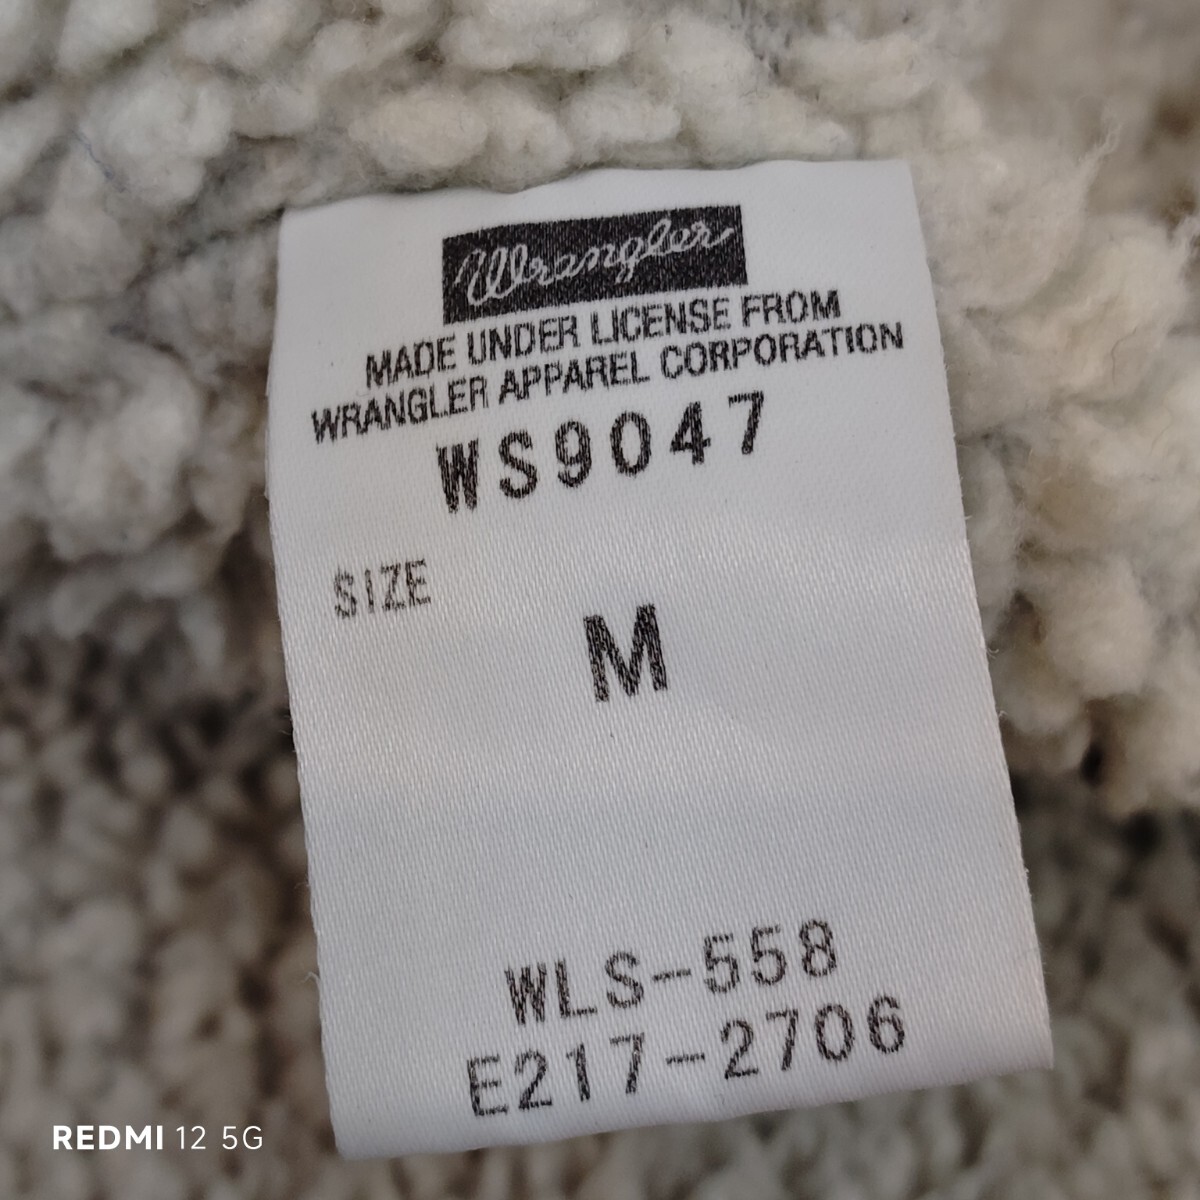 Wrangler
MADE UNDER LICENSE FROM
WRANGLER APPAREL CORPORATION
WS9047
SIZE
M
WLS-558
E217-2706
REDMI 12 5G